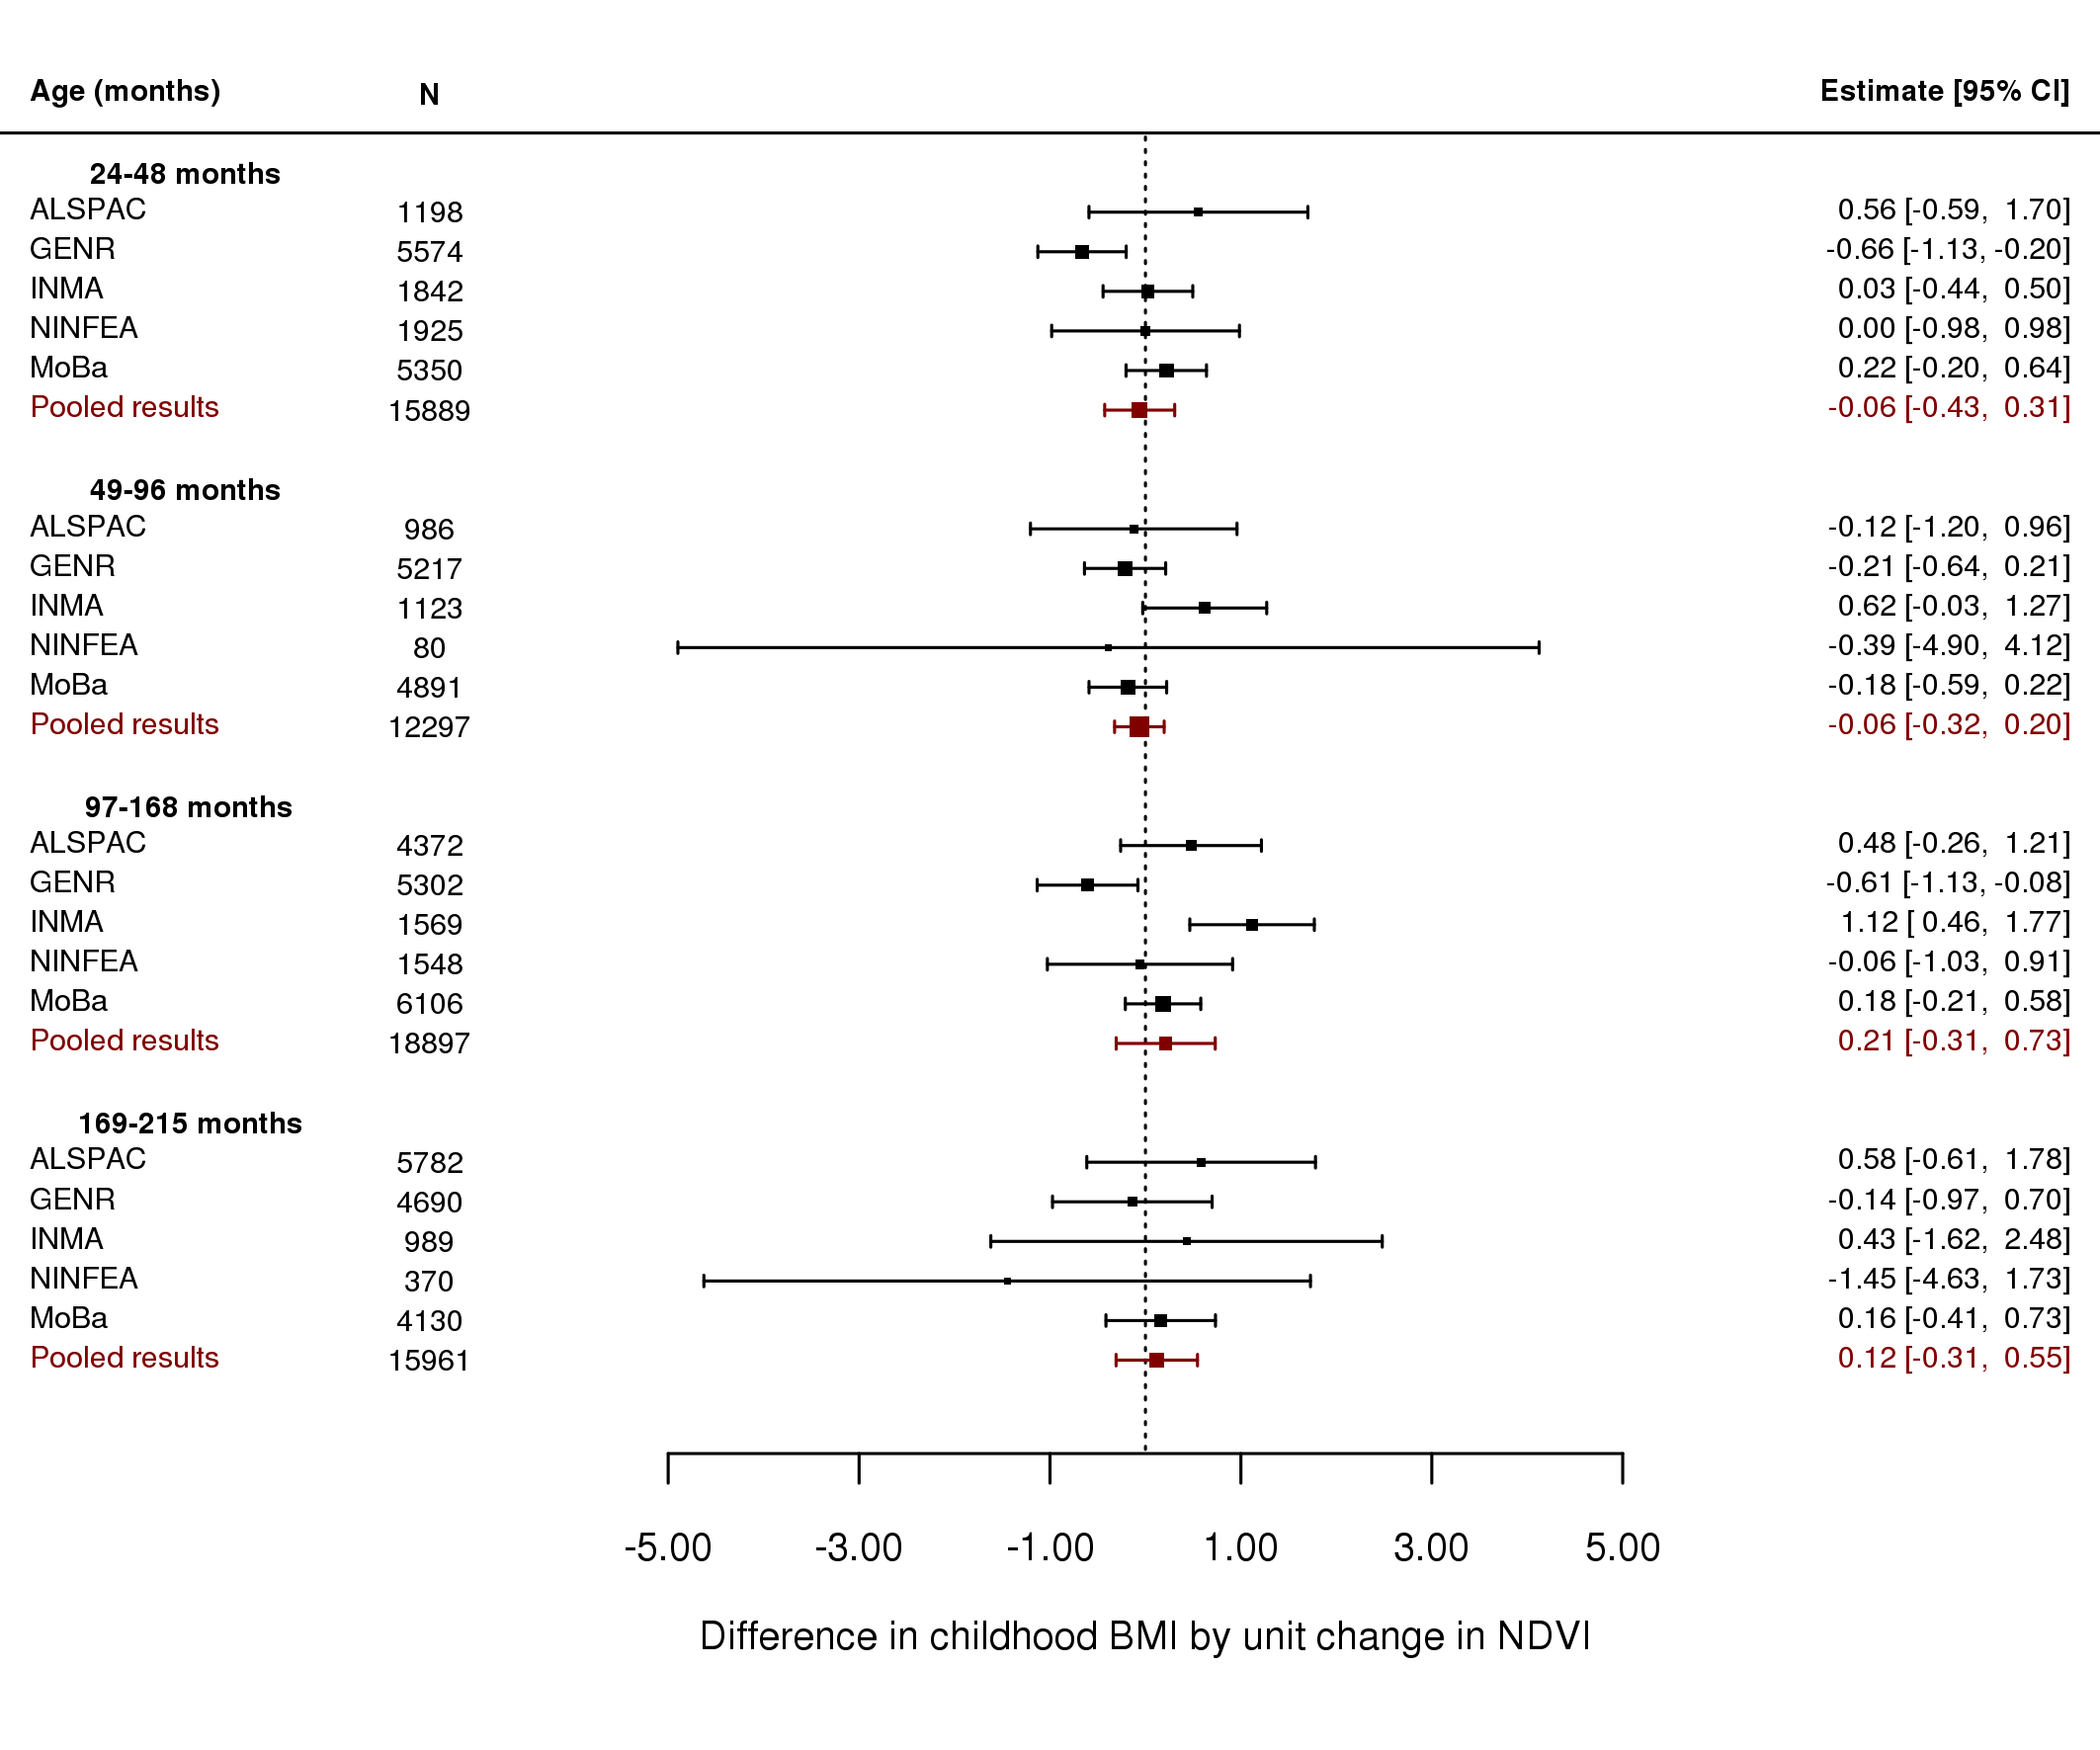 Age (months) N Estimate [95% CI]
24-48 months
ALSPAC 1198 0.56 [-0.59, 1.70]
GENR 5574 -0.66 [-1.13, -0.20]
INMA 1842 0.03 [-0.44, 0.50]
NINFEA 1925 0.00 [-0.98, 0.98]
MoBa 5350 0.22 [-0.20, 0.64]
Pooled results 15889 -0.06 [-0.43, 0.31]
49-96 months
ALSPAC 986 -0.12 [-1.20, 0.96]
GENR 5217 -0.21 [-0.64, 0.21]
INMA 1123 0.62 [-0.03, 1.27]
NINFEA 80 -0.39 [-4.90, 4.12]
MoBa 4891 -0.18 [-0.59, 0.22]
Pooled results 12297 -0.06 [-0.32, 0.20]
97-168 months
ALSPAC 4372 0.48 [-0.26, 1.21]
GENR 5302 -0.61 [-1.13, -0.08]
INMA 1569 1.12 [ 0.46, 1.77]
NINFEA 1548 -0.06 [-1.03, 0.91]
MoBa 6106 0.18 [-0.21, 0.58]
Pooled results 18897 0.21 [-0.31, 0.73]
169-215 months
ALSPAC 5782 0.58 [-0.61, 1.78]
GENR 4690 -0.14 [-0.97, 0.70]
INMA 989 0.43 [-1.62, 2.48]
NINFEA 370 -1.45 [-4.63, 1.73]
MoBa 4130 0.16 [-0.41, 0.73]
Pooled results 15961 0.12 [-0.31, 0.55]
-5.00 -3.00 -1.00 1.00 3.00 5.00
Difference in childhood BMI by unit change in NDVI